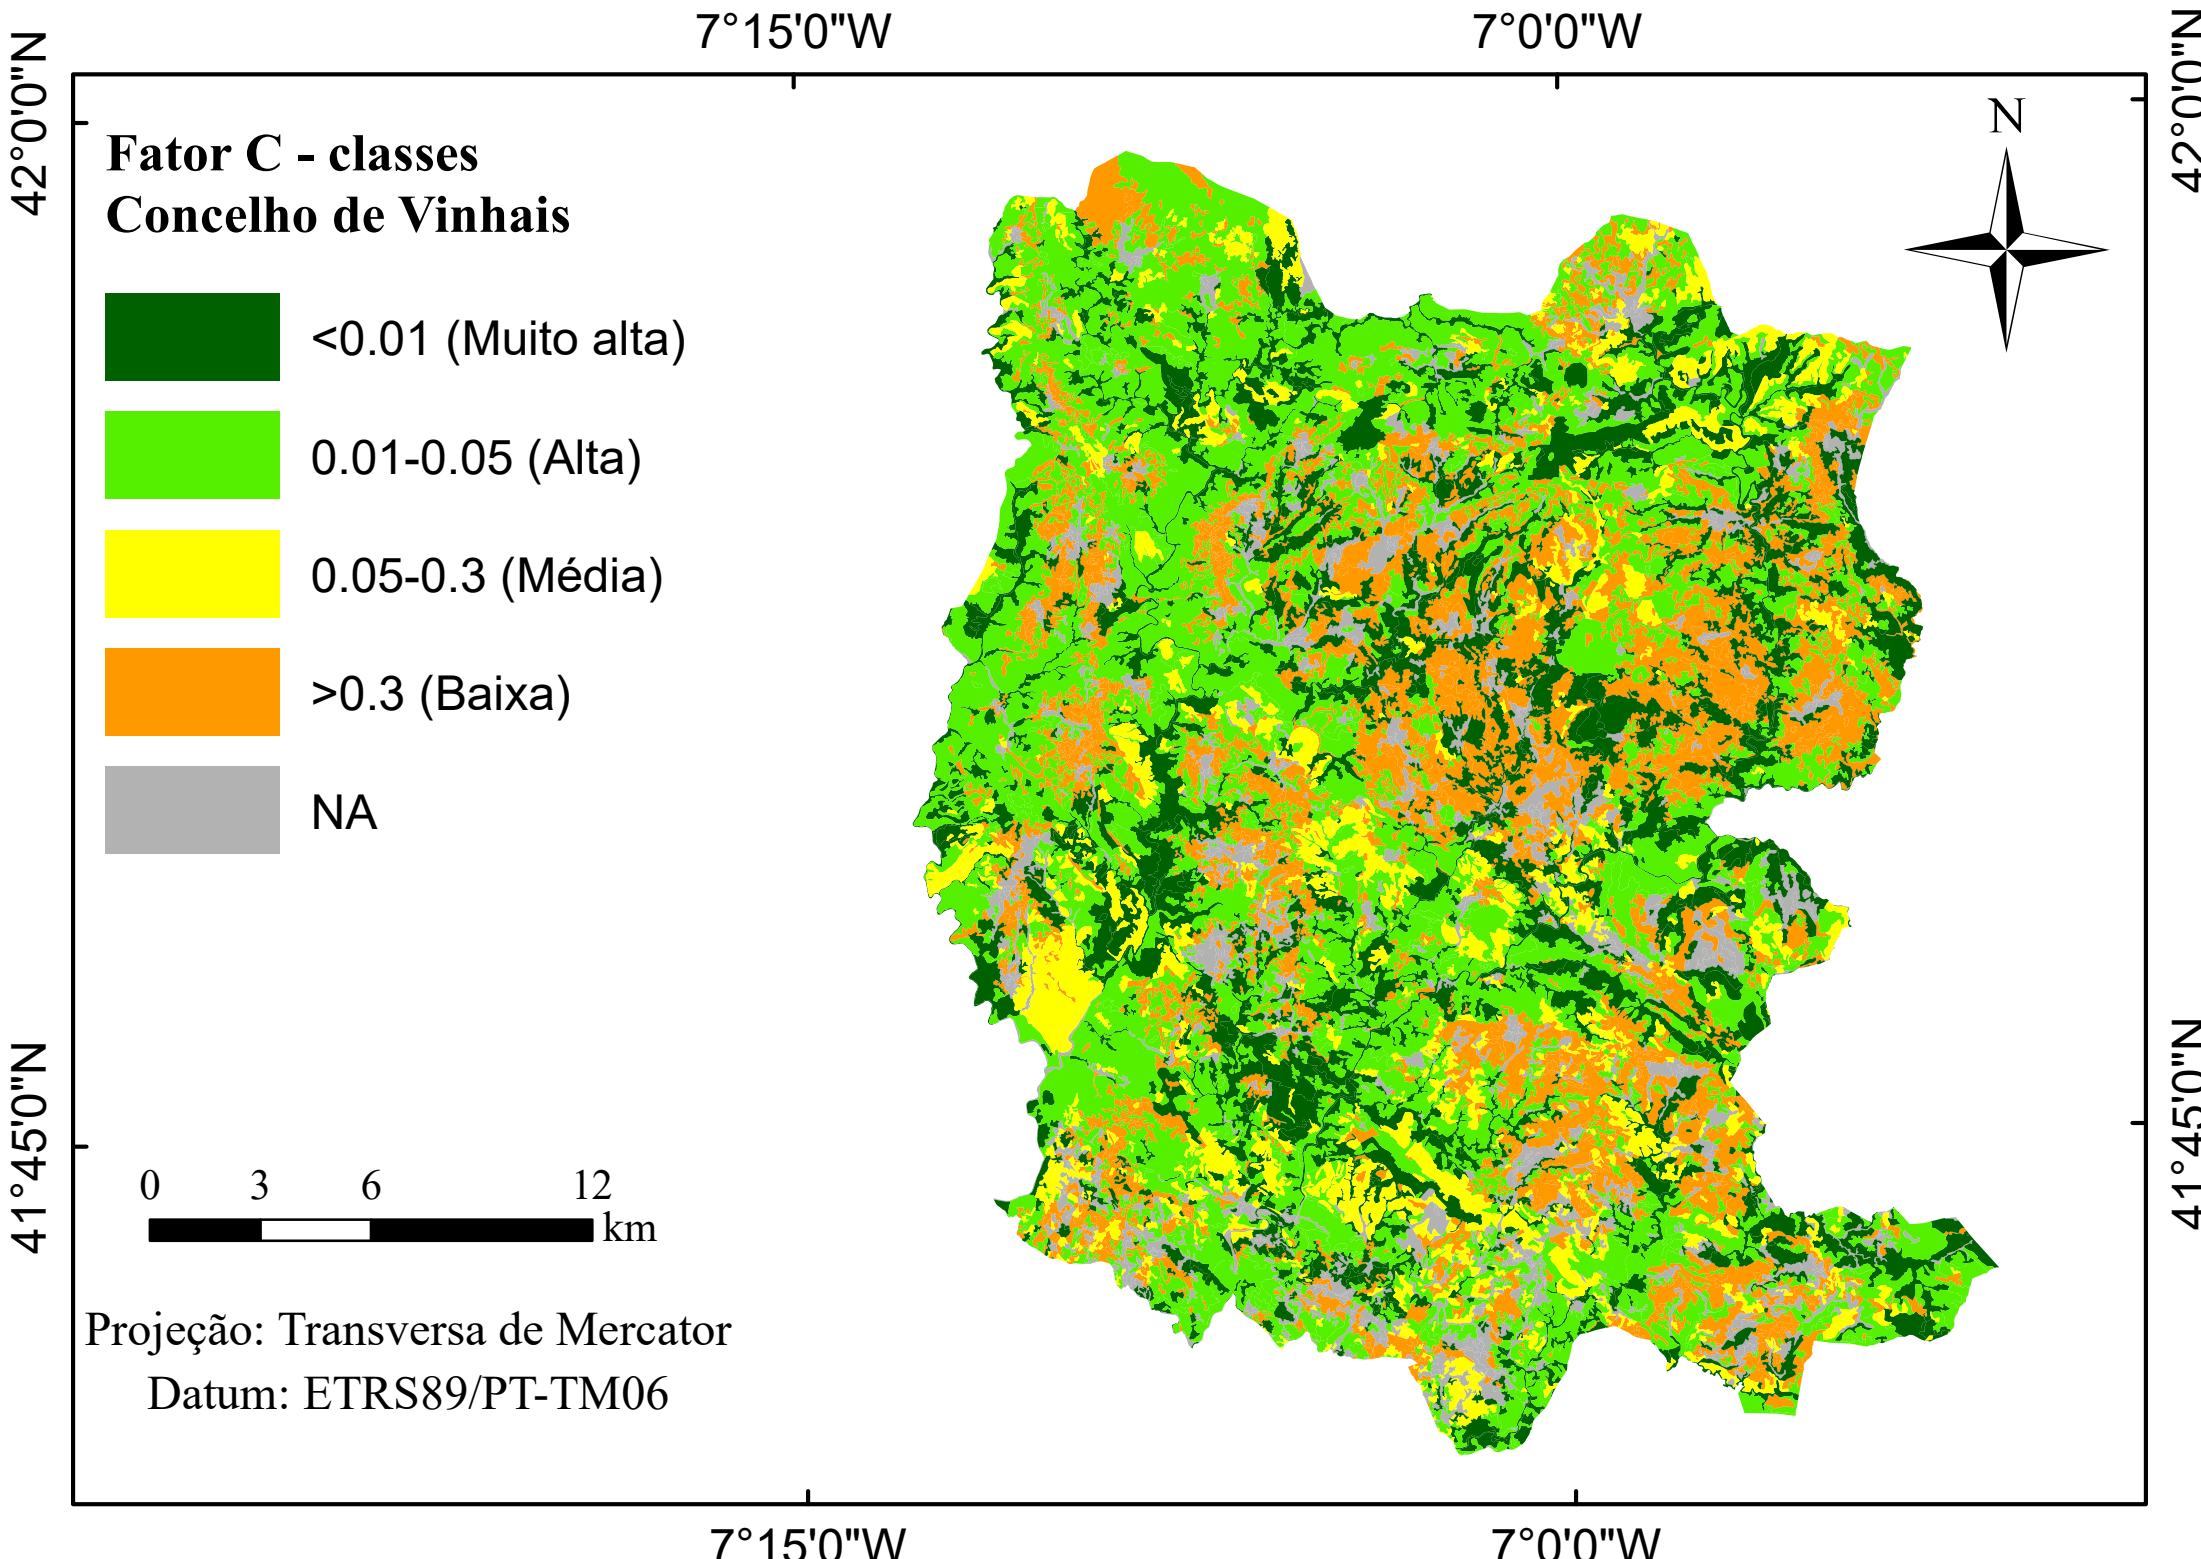 7°15'0"W
7°0'0"W
42°0'0"N
42°0'0"N
N
Fator C - classes
Concelho de Vinhais
<0.01 (Muito alta)
0.01-0.05 (Alta)
0.05-0.3 (Média)
>0.3 (Baixa)
NA
41°45'0"N
41°45'0"N
0 3 6 12
km
Projeção: Transversa de Mercator
Datum: ETRS89/PT-TM06
7°15'0"W
7°0'0"W